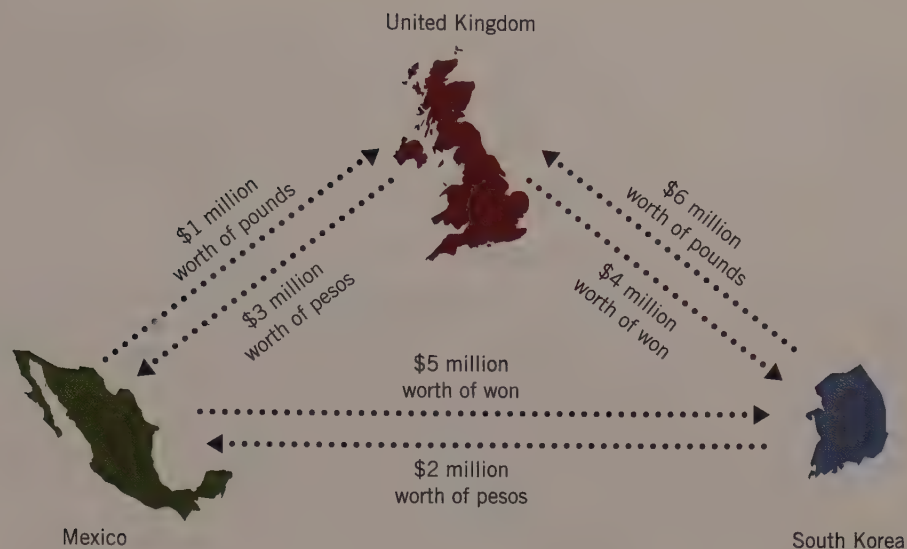 United Kingdom
$1 million
worth of pounds
$3 million
worth of pesos
$6 million
worth of pounds
$4 million
worth of won
$5 million
worth of won
$2 million
worth of pesos
Mexico
South Korea